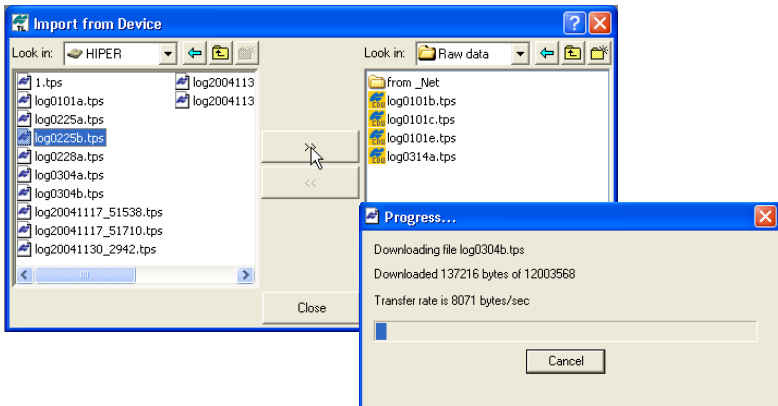 Import from Device
Look in: HIPER
Look in: Raw data
1.tps
log0101a.tps
log0225a.tps
log0225b.tps
log0228a.tps
log0304a.tps
log0304b.tps
log20041117_51538.tps
log20041117_51710.tps
log20041130_2942.tps
log2004113
log2004113
>>
<<
from _Net
log0101b.tps
log0101c.tps
log0101e.tps
log0314a.tps
Close
Progress...
Downloading file log0304b.tps
Downloaded 137216 bytes of 12003568
Transfer rate is 8071 bytes/sec
Cancel